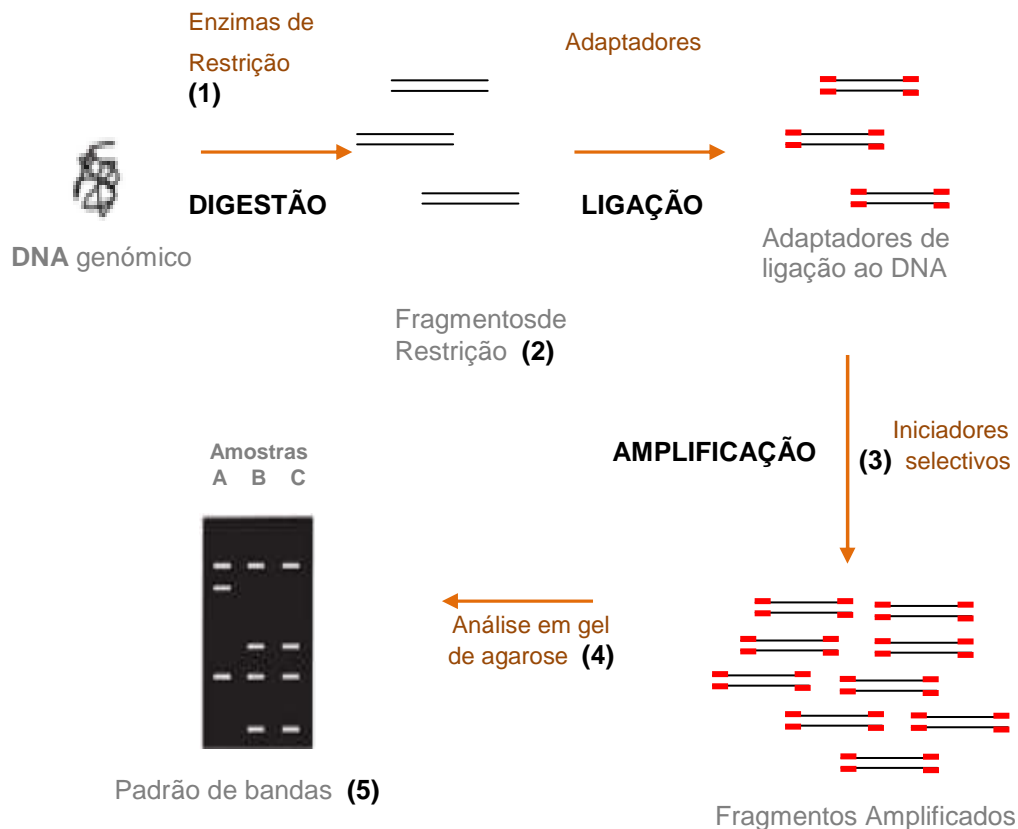 Enzimas de
Restrição
(1)
Adaptadores
DIGESTÃO
LIGAÇÃO
DNA genómico
Adaptadores de
ligação ao DNA
Fragmentosde
Restrição (2)
AMPLIFICAÇÃO
(3)
Iniciadores
selectivos
Amostras
A B C
Análise em gel
de agarose (4)
Padrão de bandas (5)
Fragmentos Amplificados